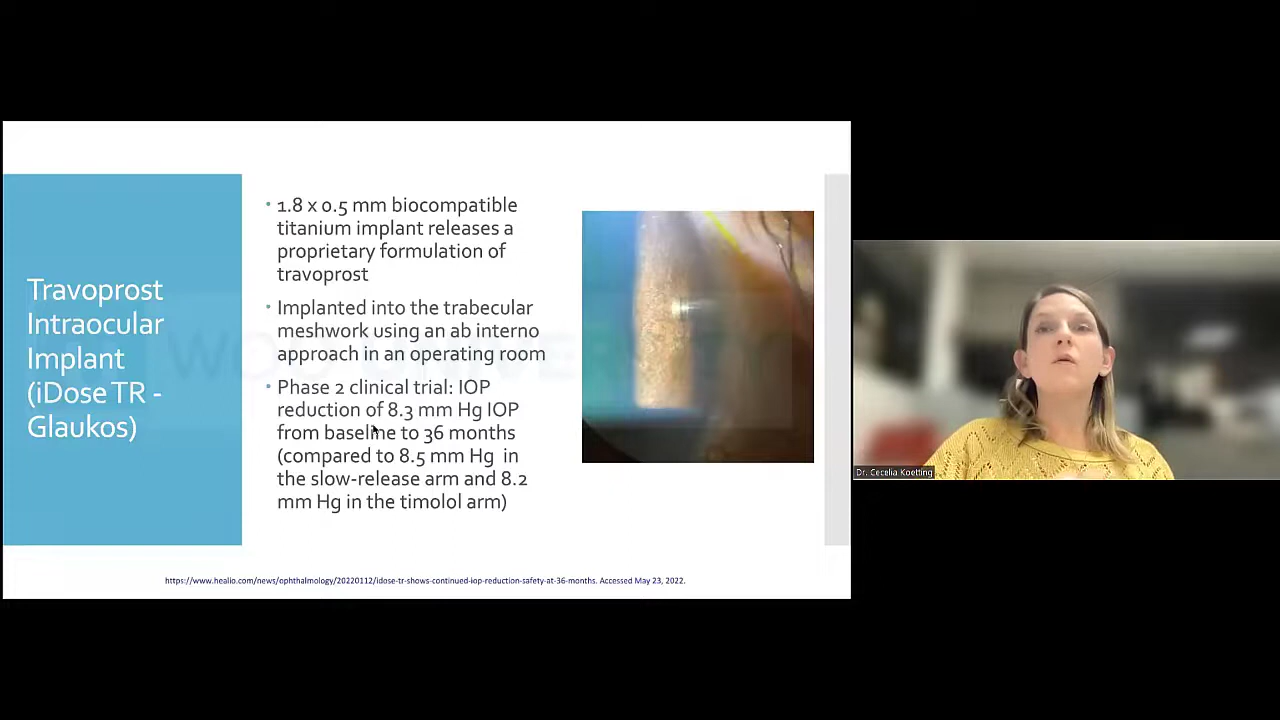 Travoprost
Intraocular
Implant
(iDose TR -
Glaukos)
• 1.8 x 0.5 mm biocompatible
titanium implant releases a
proprietary formulation of
travoprost
• Implanted into the trabecular
meshwork using an ab interno
approach in an operating room
• Phase 2 clinical trial: IOP
reduction of 8.3 mm Hg IOP
from baseline to 36 months
(compared to 8.5 mm Hg in
the slow-release arm and 8.2
mm Hg in the timolol arm)
https://www.healio.com/news/ophthalmology/20220112/idose-tr-shows-continued-iop-reduction-safety-at-36-months. Accessed May 23, 2022.
Dr. Cecelia Koetting